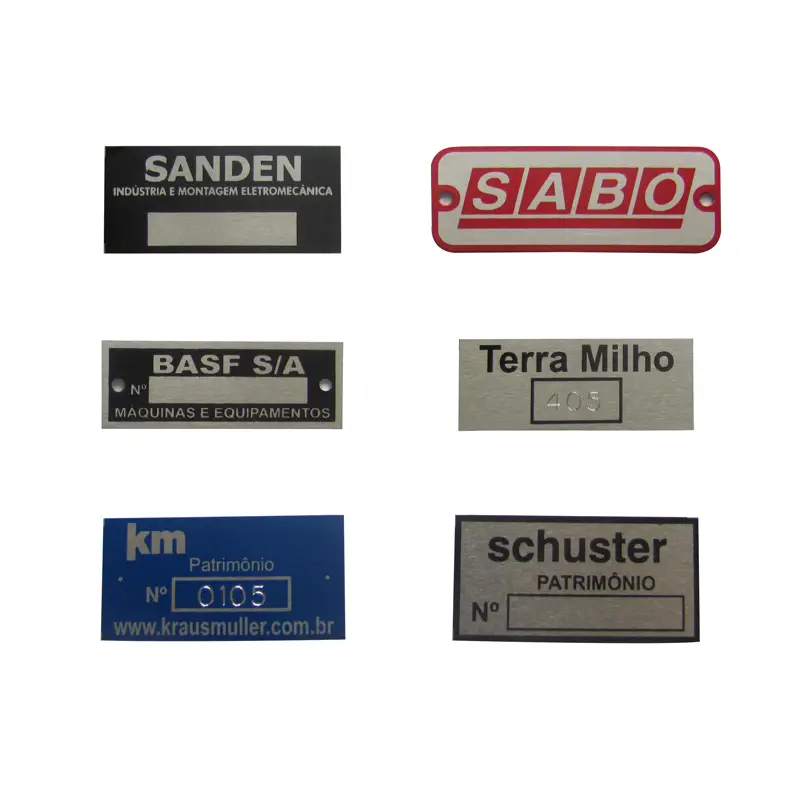 SANDEN
INDÚSTRIA E MONTAGEM ELETROMECÂNICA
SABÓ
BASF S/A
Nº
MÁQUINAS E EQUIPAMENTOS
Terra Milho
405
km
Patrimônio
Nº 0105
www.krausmuller.com.br
schuster
PATRIMÔNIO
Nº